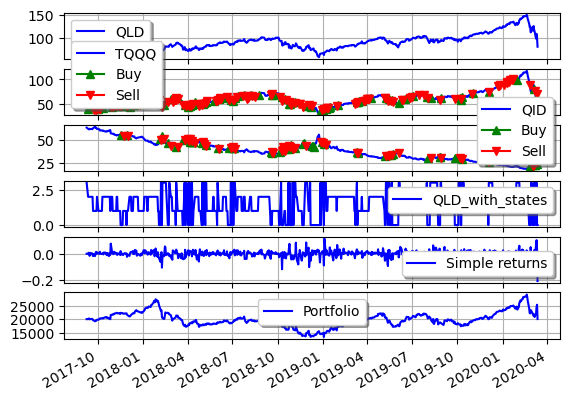 150
100
QLD
TQQQ
Buy
Sell
100
50
QID
Buy
Sell
50
25
2.5
0.0
QLD_with_states
0.0
−0.2
Simple returns
25000
20000
15000
Portfolio
2017-10
2018-01
2018-04
2018-07
2018-10
2019-01
2019-04
2019-07
2019-10
2020-01
2020-04